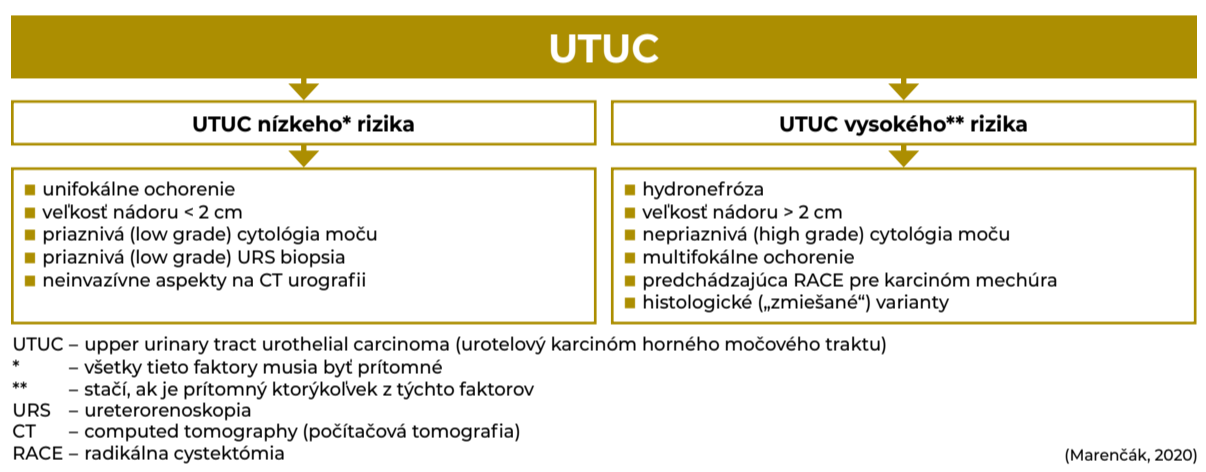 UTUC
UTUC nízkeho* rizika
■ unifokálne ochorenie
■ veľkosť nádoru < 2 cm
■ priaznivá (low grade) cytológia moču
■ priaznivá (low grade) URS biopsia
■ neinvazívne aspekty na CT urografii
UTUC vysokého** rizika
■ hydronefróza
■ veľkosť nádoru > 2 cm
■ nepriaznivá (high grade) cytológia moču
■ multifokálne ochorenie
■ predchádzajúca RACE pre karcinóm mechúra
■ histologické („zmiešané“) varianty
UTUC – upper urinary tract urothelial carcinoma (urotelový karcinóm horného močového traktu)
* – všetky tieto faktory musia byť prítomné
** – stačí, ak je prítomný ktorýkoľvek z týchto faktorov
URS – ureterorenoskopia
CT – computed tomography (počítačová tomografia)
RACE – radikálna cystektómia
(Marenčák, 2020)